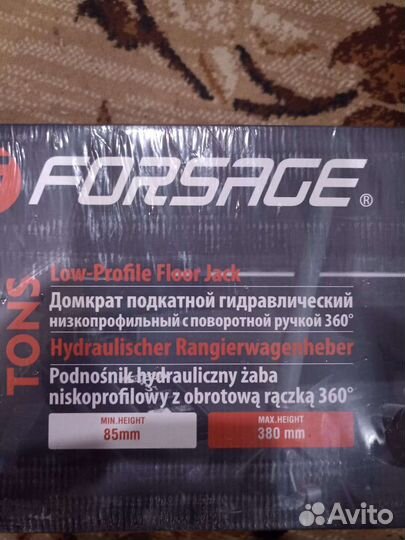 FORSAGE®
TONS
Low-Profile Floor Jack
Домкрат подкатной гидравлический
низкопрофильный с поворотной ручкой 360°
Hydraulischer Rangierwagenheber
Podnośnik hydrauliczny żaba
niskoprofilowy z obrotową rączką 360°
MIN.HEIGHT
85mm
MAX.HEIGHT
380 mm
Avito